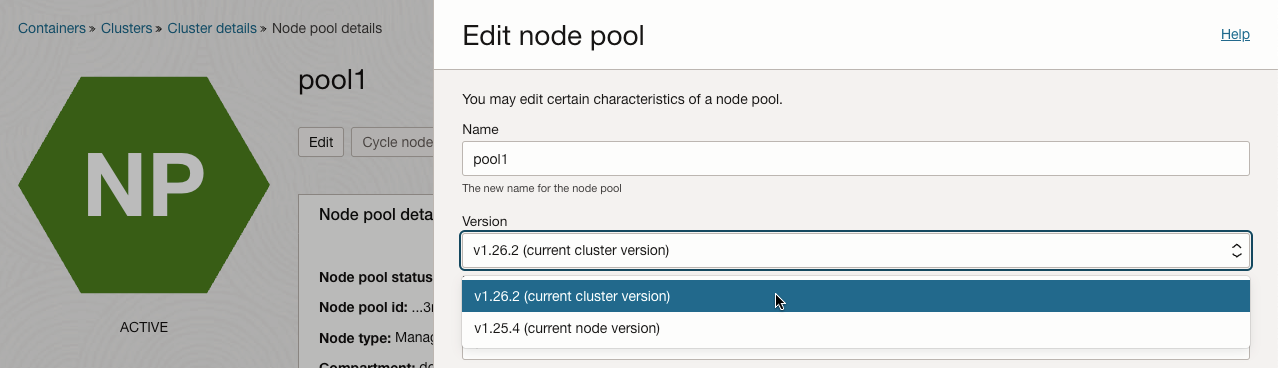 Containers » Clusters » Cluster details » Node pool details
NP
ACTIVE
pool1
Edit
Cycle node
Node pool deta
Node pool status
Node pool id: ...3r
Node type: Manag
Compartment: de
Edit node pool
Help
You may edit certain characteristics of a node pool.
Name
pool1
The new name for the node pool
Version
v1.26.2 (current cluster version)
v1.26.2 (current cluster version)
v1.25.4 (current node version)